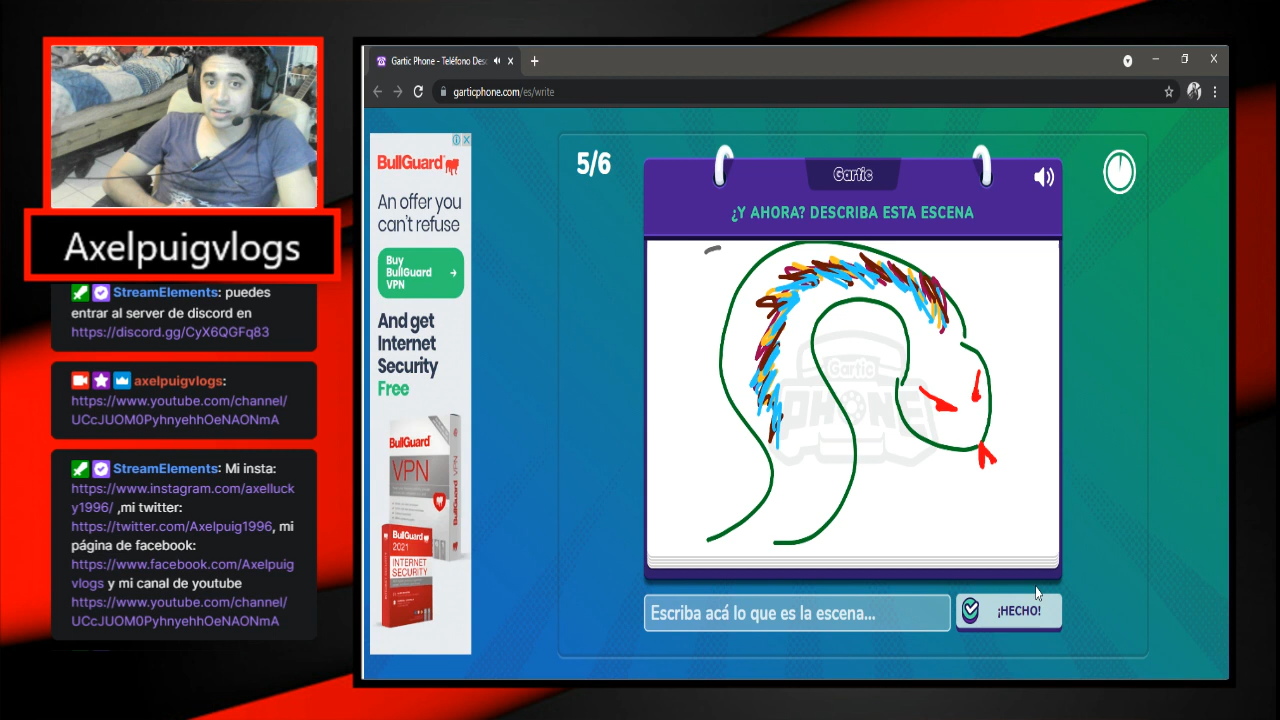 Gartic Phone - Teléfono Des
garticphone.com/es/write
Axelpuigvlogs
StreamElements: puedes
entrar al server de discord en
https://discord.gg/CyX6QGFq83
axelpuigvlogs:
https://www.youtube.com/channel/
UCcJUOM0PyhnyehhOeNAONmA
StreamElements: Mi insta:
https://www.instagram.com/axelluck
y1996/ ,mi twitter:
https://twitter.com/Axelpuig1996, mi
página de facebook:
https://www.facebook.com/Axelpuig
vlogs y mi canal de youtube
https://www.youtube.com/channel/
UCcJUOM0PyhnyehhOeNAONmA
BullGuard
An offer you
can't refuse
Buy
BullGuard
VPN
And get
Internet
Security
Free
BullGuard
VPN
BullGuard
2021
INTERNET
SECURITY
5/6
Gartic
¿Y AHORA? DESCRIBA ESTA ESCENA
Gartic
PHONE
Escriba acá lo que es la escena...
¡HECHO!